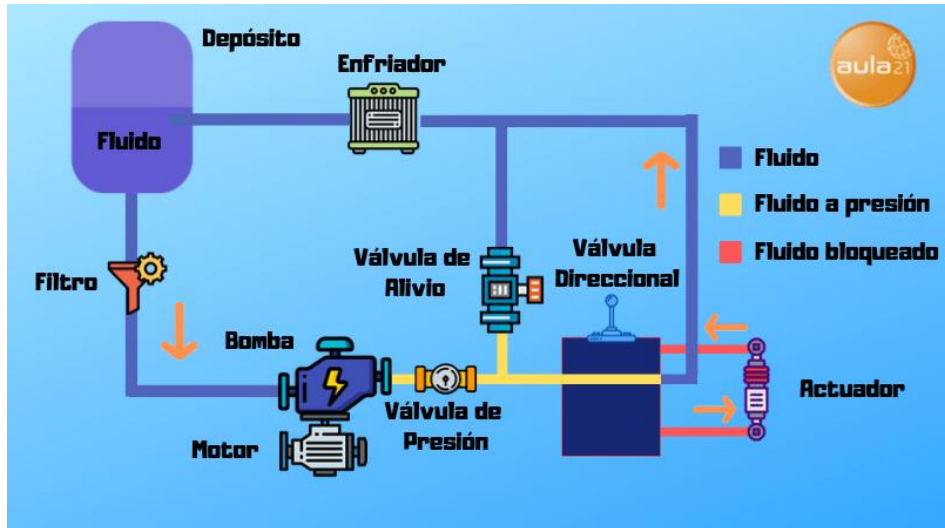 Depósito
Enfriador
aula21
Fluido
Fluido
Fluido a presión
Fluido bloqueado
Válvula de
Alivio
Válvula
Direccional
Filtro
Bomba
Válvula de
Presión
Actuador
Motor